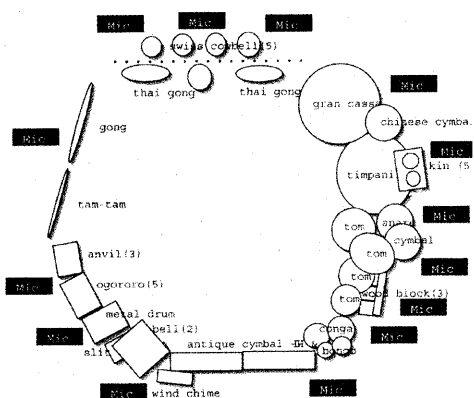 Mic
Mic
Mic
swiss cowbell(5)
thai gong
thai gong
Mic
gran cassa
chinese cymba
Mic
gong
timpani
Mic
kin (5
tam-tam
Mic
tom
cymbal
tom
anvil(3)
tom
Mic
Mic
ogororo(5)
tom
wood block(3)
Mic
metal drum
Mic
bell(2)
conga
Mic
slit
antique cymbal
bongo
Mic
wind chime
Mic